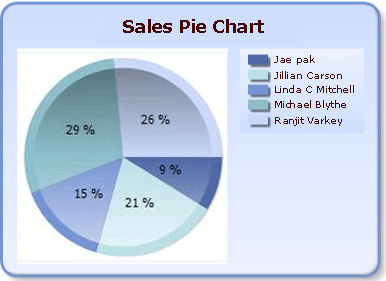 Sales Pie Chart
Jae pak
Jillian Carson
Linda C Mitchell
Michael Blythe
Ranjit Varkey
26 %
29 %
9 %
15 %
21 %